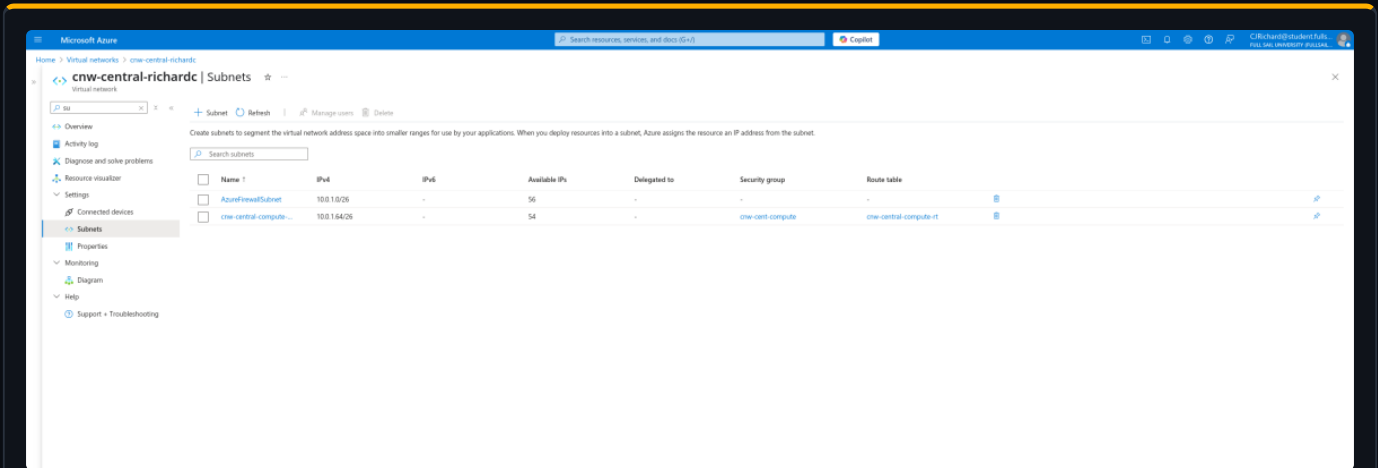 Microsoft Azure
Search resources, services, and docs (G+/)
Copilot
CJRichard@student.fulls...
FULL SAIL UNIVERSITY (FULLSAIL...
Home > Virtual networks > cnw-central-richardc
cnw-central-richardc | Subnets
Virtual network
su
+ Subnet Refresh Manage users Delete
Overview
Activity log
Diagnose and solve problems
Resource visualizer
Settings
Connected devices
Subnets
Properties
Monitoring
Diagram
Help
Support + Troubleshooting
Create subnets to segment the virtual network address space into smaller ranges for use by your applications. When you deploy resources into a subnet, Azure assigns the resource an IP address from the subnet.
Search subnets
Name ↑ IPv4 IPv6 Available IPs Delegated to Security group Route table
AzureFirewallSubnet 10.0.1.0/26 - 56 - - -
cnw-central-compute-... 10.0.1.64/26 - 54 - cnw-cent-compute cnw-central-compute-rt